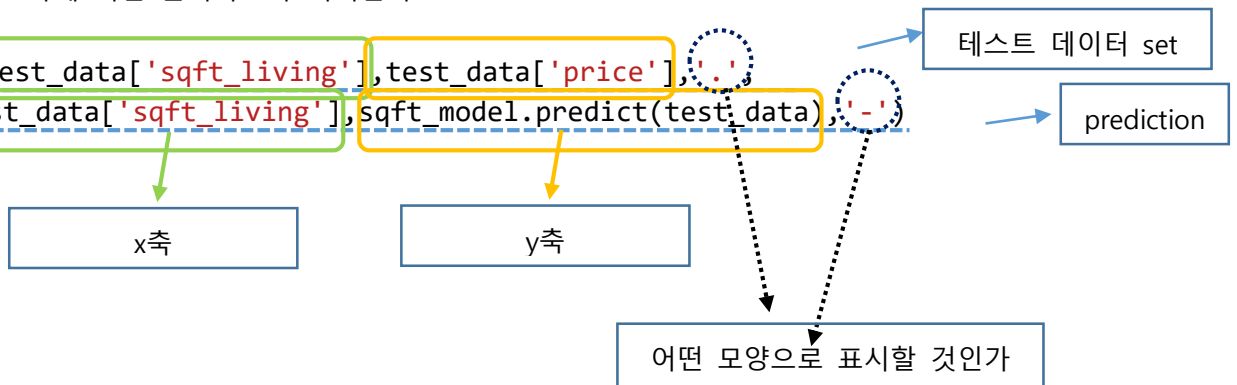 est_data['sqft_living'],test_data['price'],'.',
st_data['sqft_living'],sqft_model.predict(test_data),'-')
테스트 데이터 set
prediction
x축
y축
어떤 모양으로 표시할 것인가